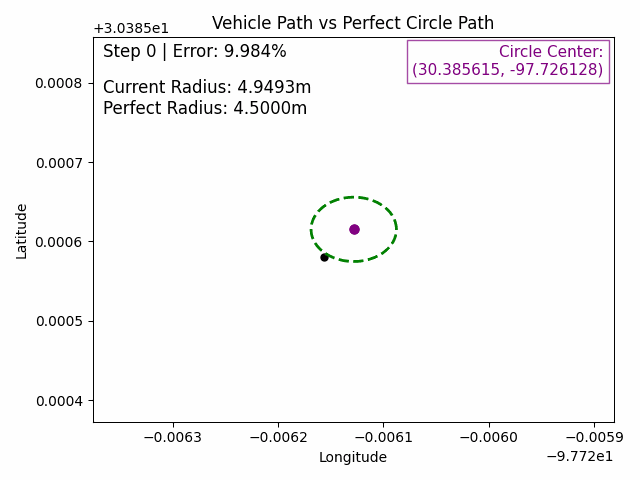 Vehicle Path vs Perfect Circle Path
+3.0385e1
Step 0 | Error: 9.984%
Current Radius: 4.9493m
Perfect Radius: 4.5000m
Circle Center:
(30.385615, -97.726128)
0.0008
0.0007
0.0006
0.0005
0.0004
Latitude
−0.0063 −0.0062 −0.0061 −0.0060 −0.0059
Longitude
−9.772e1